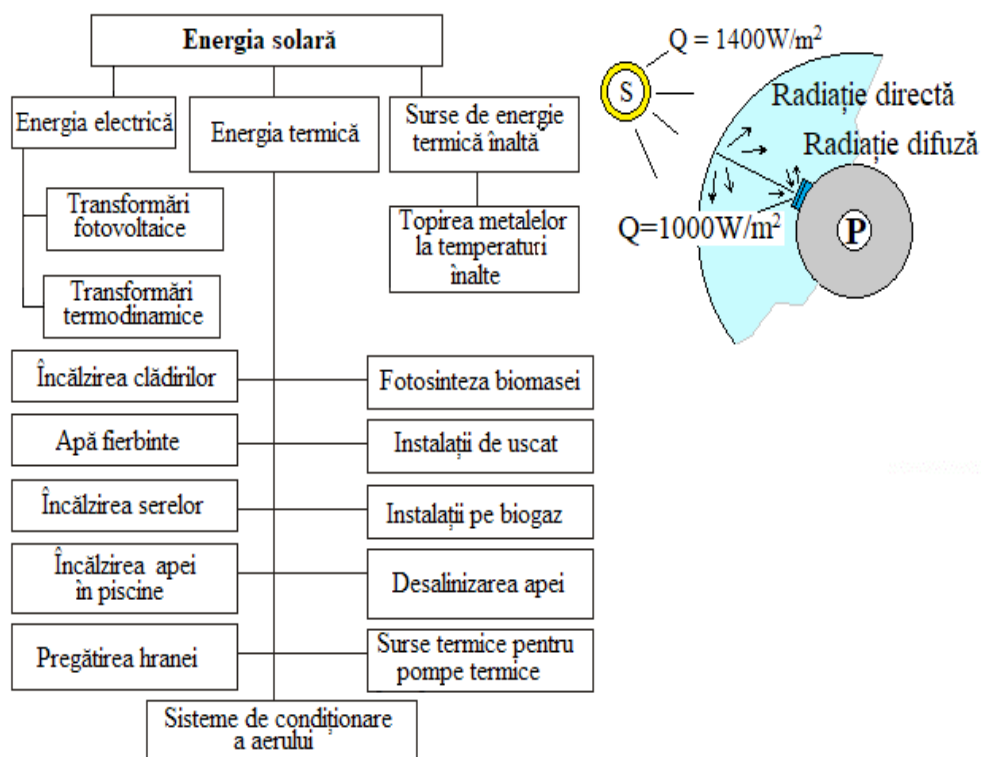 Energia solară
Energia electrică
Energia termică
Surse de energie
termică înaltă
Transformări
fotovoltaice
Topirea metalelor
la temperaturi
înalte
Transformări
termodinamice
Încălzirea clădirilor
Fotosinteza biomasei
Apă fierbinte
Instalații de uscat
Încălzirea serelor
Instalații pe biogaz
Încălzirea apei
în piscine
Desalinizarea apei
Pregătirea hranei
Surse termice pentru
pompe termice
Sisteme de condiționare
a aerului
Q = 1400W/m²
S
Radiație directă
Radiație difuză
Q=1000W/m²
P